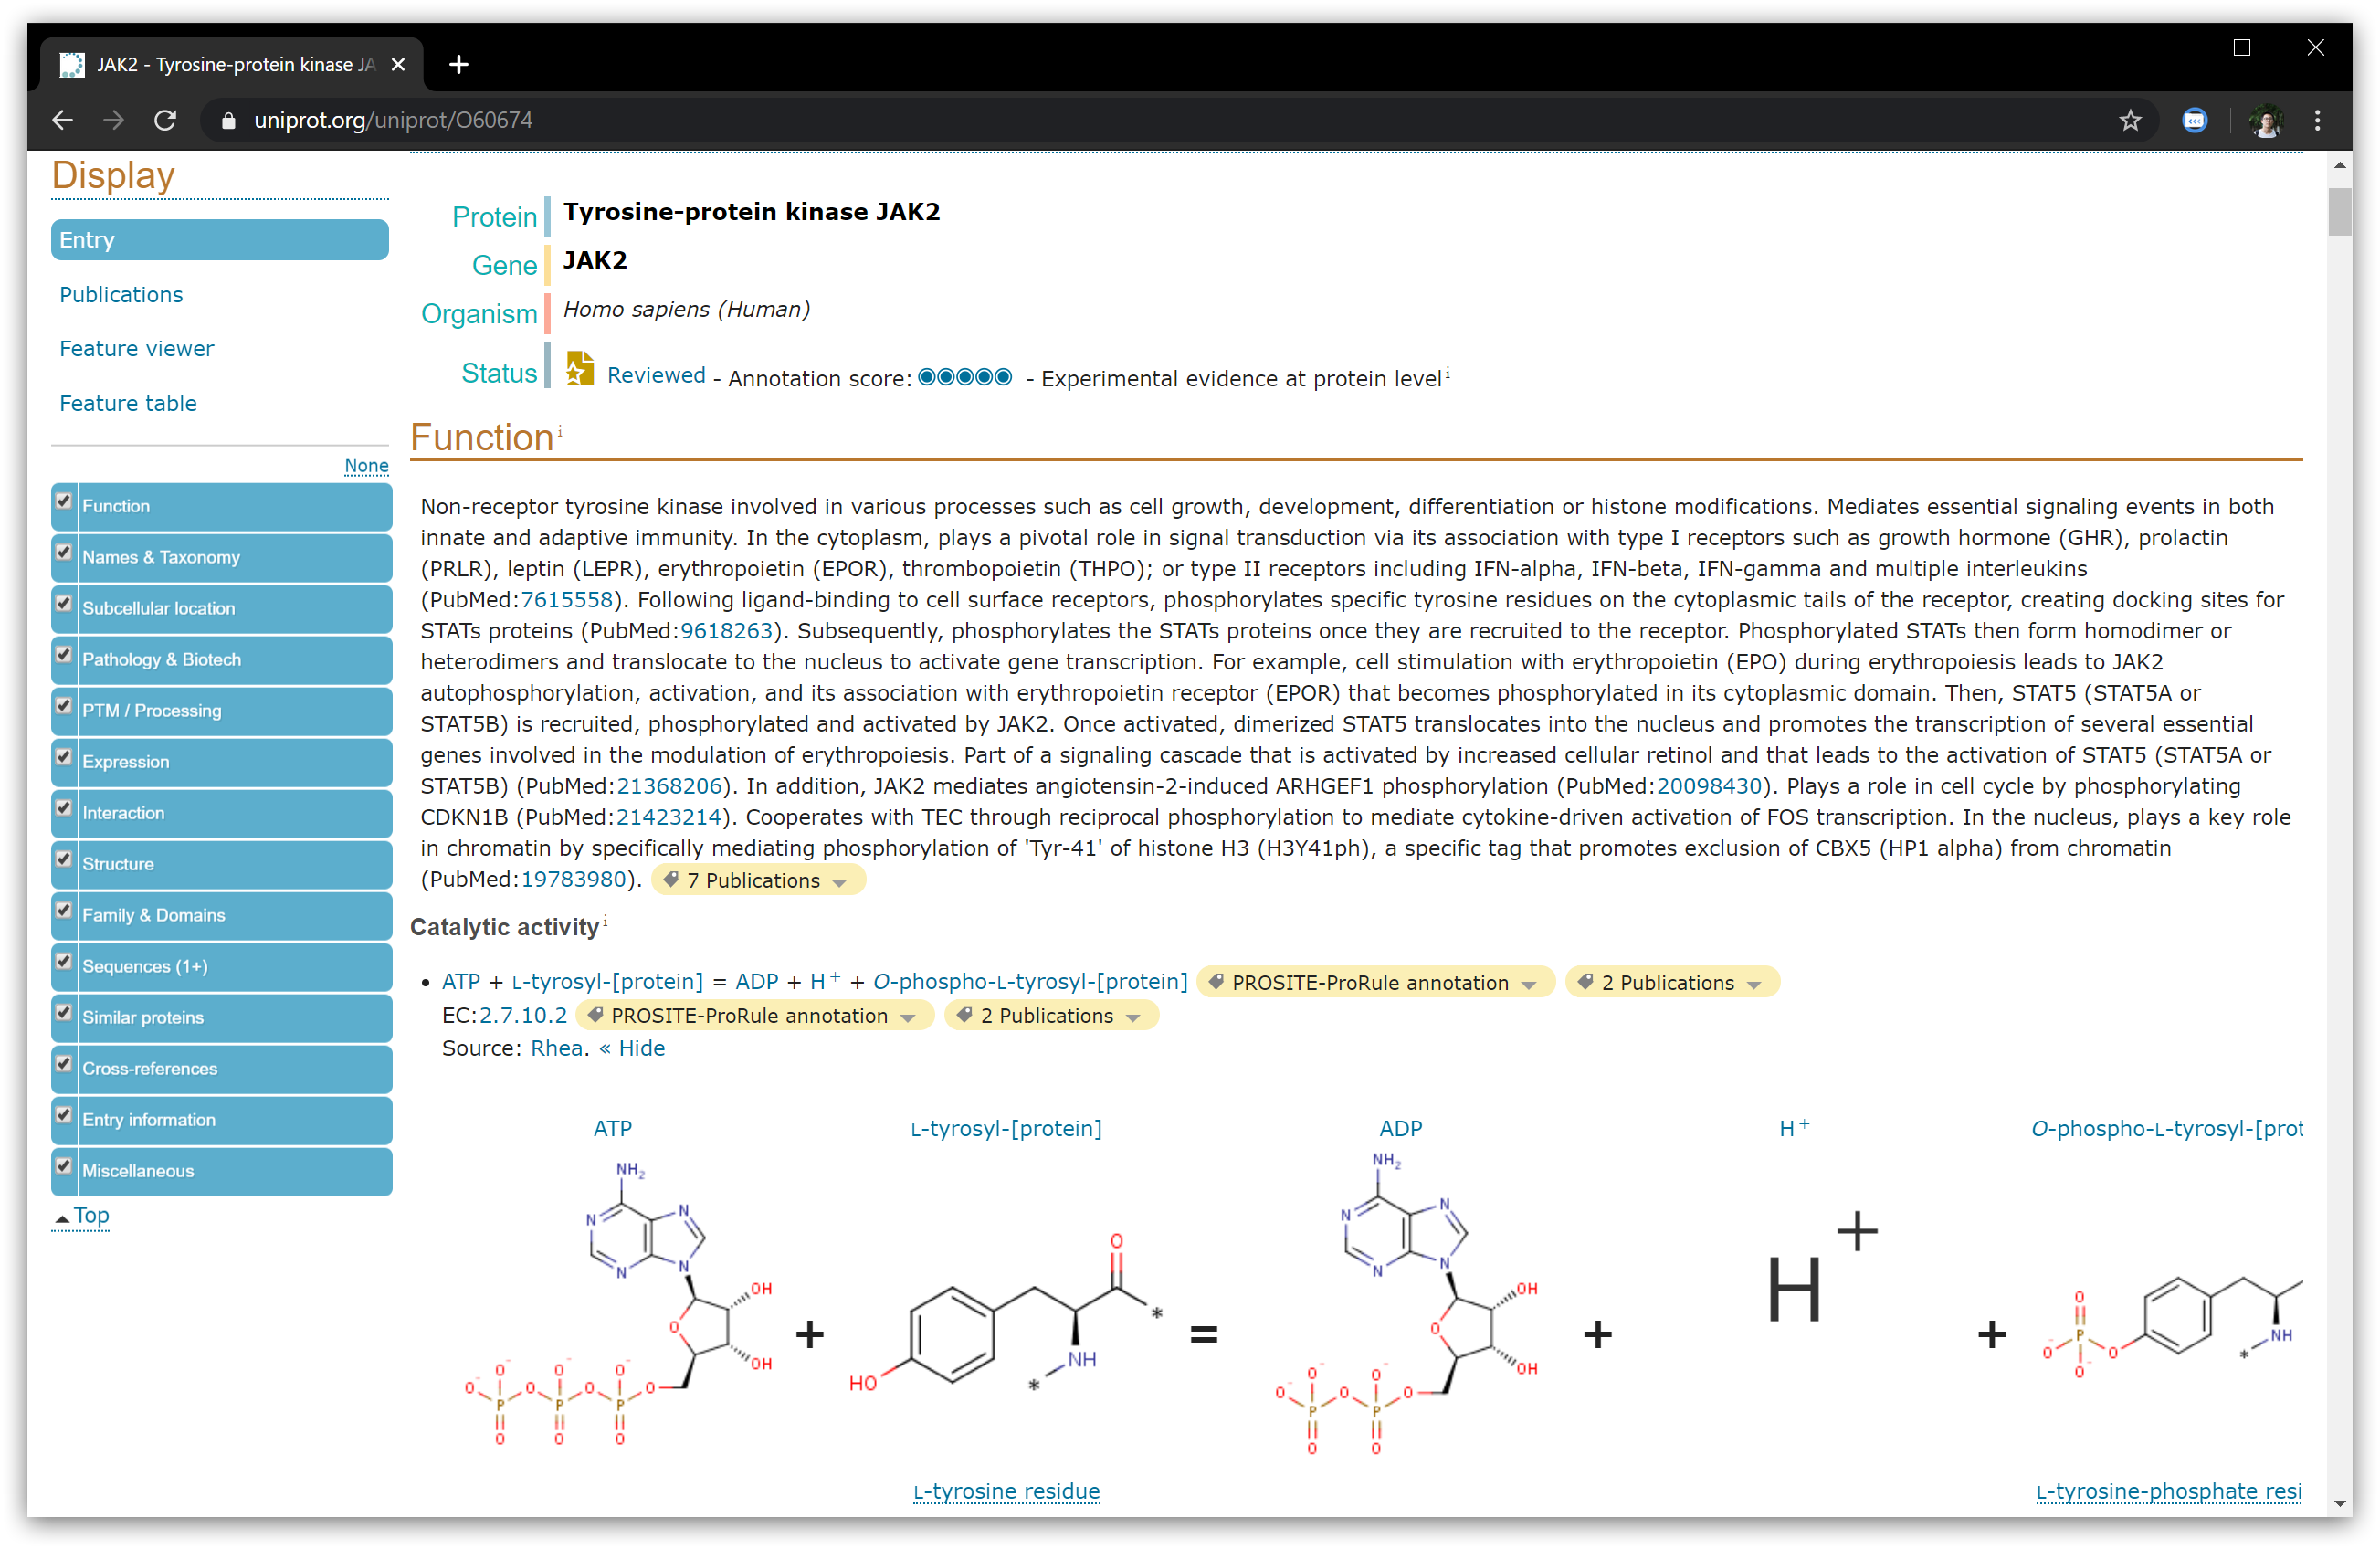 JAK2 - Tyrosine-protein kinase JA
uniprot.org/uniprot/O60674
Display
Entry
Publications
Feature viewer
Feature table
None
Function
Names & Taxonomy
Subcellular location
Pathology & Biotech
PTM / Processing
Expression
Interaction
Structure
Family & Domains
Sequences (1+)
Similar proteins
Cross-references
Entry information
Miscellaneous
Top
Protein Tyrosine-protein kinase JAK2
Gene JAK2
Organism Homo sapiens (Human)
Status Reviewed - Annotation score: - Experimental evidence at protein level i
Function i
Non-receptor tyrosine kinase involved in various processes such as cell growth, development, differentiation or histone modifications. Mediates essential signaling events in both
innate and adaptive immunity. In the cytoplasm, plays a pivotal role in signal transduction via its association with type I receptors such as growth hormone (GHR), prolactin
(PRLR), leptin (LEPR), erythropoietin (EPOR), thrombopoietin (THPO); or type II receptors including IFN-alpha, IFN-beta, IFN-gamma and multiple interleukins
(PubMed:7615558). Following ligand-binding to cell surface receptors, phosphorylates specific tyrosine residues on the cytoplasmic tails of the receptor, creating docking sites for
STATs proteins (PubMed:9618263). Subsequently, phosphorylates the STATs proteins once they are recruited to the receptor. Phosphorylated STATs then form homodimer or
heterodimers and translocate to the nucleus to activate gene transcription. For example, cell stimulation with erythropoietin (EPO) during erythropoiesis leads to JAK2
autophosphorylation, activation, and its association with erythropoietin receptor (EPOR) that becomes phosphorylated in its cytoplasmic domain. Then, STAT5 (STAT5A or
STAT5B) is recruited, phosphorylated and activated by JAK2. Once activated, dimerized STAT5 translocates into the nucleus and promotes the transcription of several essential
genes involved in the modulation of erythropoiesis. Part of a signaling cascade that is activated by increased cellular retinol and that leads to the activation of STAT5 (STAT5A or
STAT5B) (PubMed:21368206). In addition, JAK2 mediates angiotensin-2-induced ARHGEF1 phosphorylation (PubMed:20098430). Plays a role in cell cycle by phosphorylating
CDKN1B (PubMed:21423214). Cooperates with TEC through reciprocal phosphorylation to mediate cytokine-driven activation of FOS transcription. In the nucleus, plays a key role
in chromatin by specifically mediating phosphorylation of 'Tyr-41' of histone H3 (H3Y41ph), a specific tag that promotes exclusion of CBX5 (HP1 alpha) from chromatin
(PubMed:19783980). 7 Publications
Catalytic activity i
• ATP + L-tyrosyl-[protein] = ADP + H+ + O-phospho-L-tyrosyl-[protein] PROSITE-ProRule annotation 2 Publications
EC:2.7.10.2 PROSITE-ProRule annotation 2 Publications
Source: Rhea. « Hide
ATP L-tyrosyl-[protein] ADP H+ O-phospho-L-tyrosyl-[prot
NH2 N N N N OH OH O O- O- O- O- P P P O O O O O O
+
HO O NH * *
=
NH2 N N N N OH OH O O- O- O- P P O O O O
+
H+
+
O O- P O- O NH *
L-tyrosine residue L-tyrosine-phosphate resi